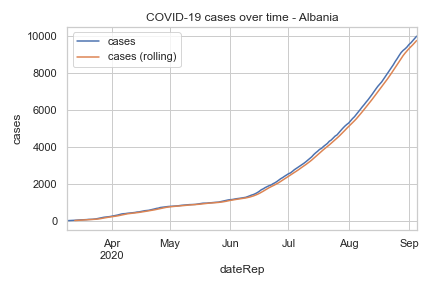 COVID-19 cases over time - Albania
cases
cases (rolling)
10000
8000
6000
4000
2000
0
cases
Apr May Jun Jul Aug Sep
2020
dateRep